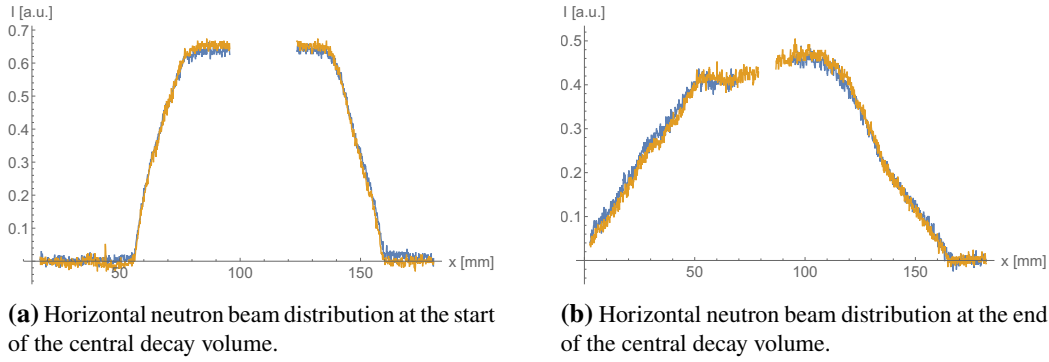 I [a.u.]
0.7
0.6
0.5
0.4
0.3
0.2
0.1
50
100
150
x [mm]
(a) Horizontal neutron beam distribution at the start
of the central decay volume.
I [a.u.]
0.5
0.4
0.3
0.2
0.1
50
100
150
x [mm]
(b) Horizontal neutron beam distribution at the end
of the central decay volume.